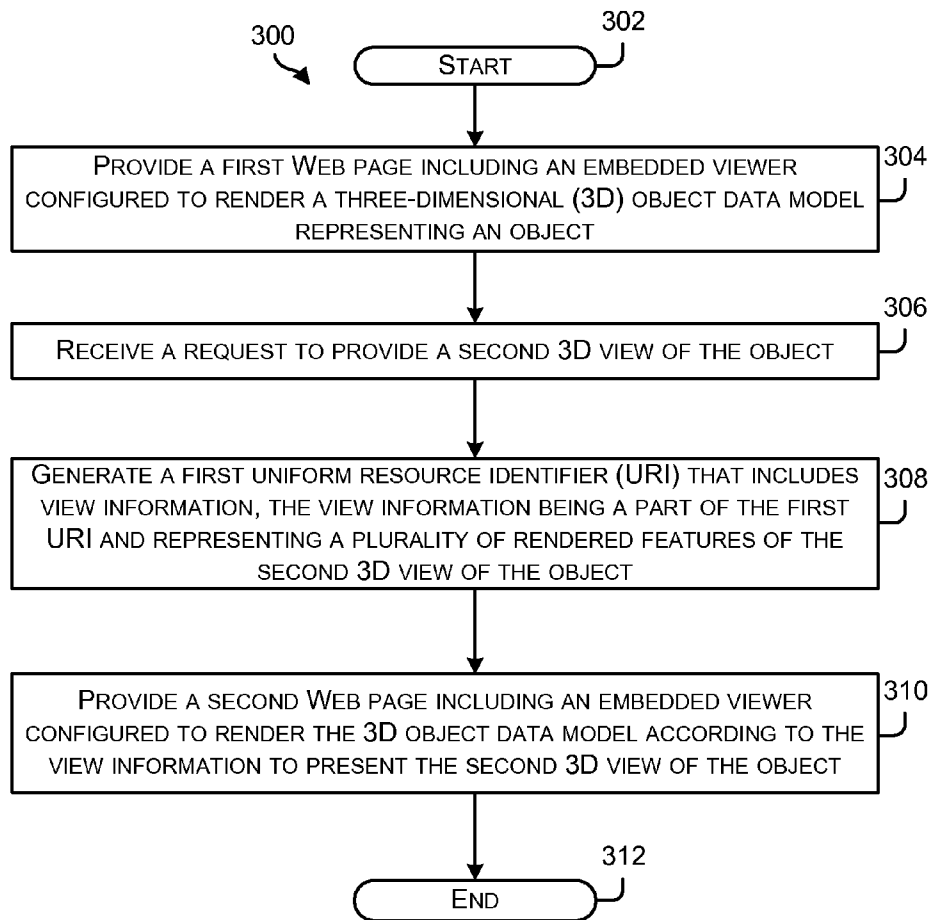 300
302
START
PROVIDE A FIRST WEB PAGE INCLUDING AN EMBEDDED VIEWER
CONFIGURED TO RENDER A THREE-DIMENSIONAL (3D) OBJECT DATA MODEL
REPRESENTING AN OBJECT
304
306
RECEIVE A REQUEST TO PROVIDE A SECOND 3D VIEW OF THE OBJECT
GENERATE A FIRST UNIFORM RESOURCE IDENTIFIER (URI) THAT INCLUDES
VIEW INFORMATION, THE VIEW INFORMATION BEING A PART OF THE FIRST
URI AND REPRESENTING A PLURALITY OF RENDERED FEATURES OF THE
SECOND 3D VIEW OF THE OBJECT
308
PROVIDE A SECOND WEB PAGE INCLUDING AN EMBEDDED VIEWER
CONFIGURED TO RENDER THE 3D OBJECT DATA MODEL ACCORDING TO THE
VIEW INFORMATION TO PRESENT THE SECOND 3D VIEW OF THE OBJECT
310
312
END